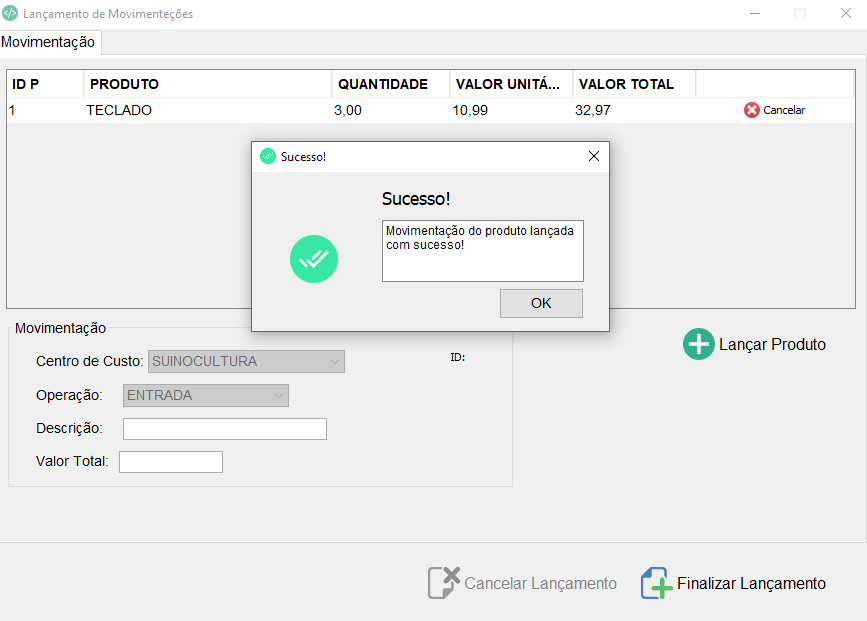 Lançamento de Movimenteções
Movimentação
ID P PRODUTO QUANTIDADE VALOR UNITÁ... VALOR TOTAL
1 TECLADO 3,00 10,99 32,97 Cancelar
Sucesso!
Sucesso!
Movimentação do produto lançada
com sucesso!
OK
Movimentação
Centro de Custo: SUINOCULTURA
ID:
Lançar Produto
Operação: ENTRADA
Descrição:
Valor Total:
Cancelar Lançamento
Finalizar Lançamento